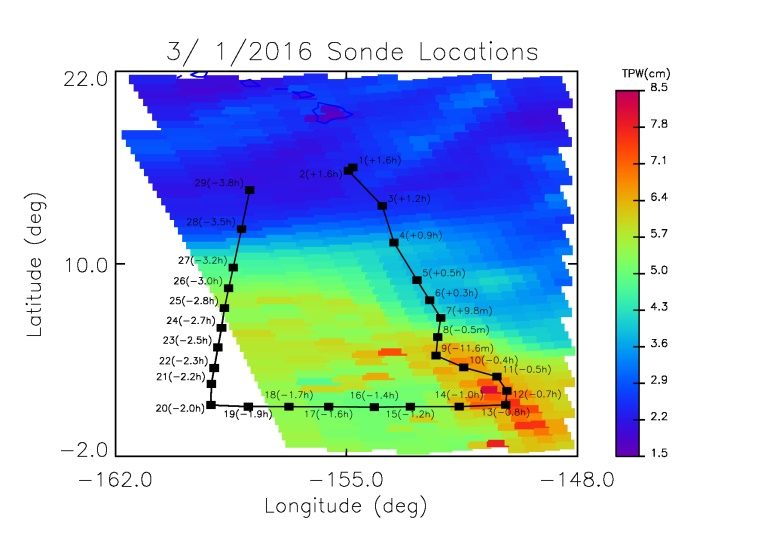 3/ 1/2016 Sonde Locations
TPW(cm)
22.0
10.0
−2.0
Latitude (deg)
−162.0
−155.0
−148.0
Longitude (deg)
8.5
7.8
7.1
6.4
5.7
5.0
4.3
3.6
2.9
2.2
1.5
1(+1.6h)
2(+1.6h)
3(+1.2h)
4(+0.9h)
5(+0.5h)
6(+0.3h)
7(+9.8m)
8(−0.5m)
9(−11.6m)
10(−0.4h)
11(−0.5h)
12(−0.7h)
13(−0.8h)
14(−1.0h)
15(−1.2h)
16(−1.4h)
17(−1.6h)
18(−1.7h)
19(−1.9h)
20(−2.0h)
21(−2.2h)
22(−2.3h)
23(−2.5h)
24(−2.7h)
25(−2.8h)
26(−3.0h)
27(−3.2h)
28(−3.5h)
29(−3.8h)